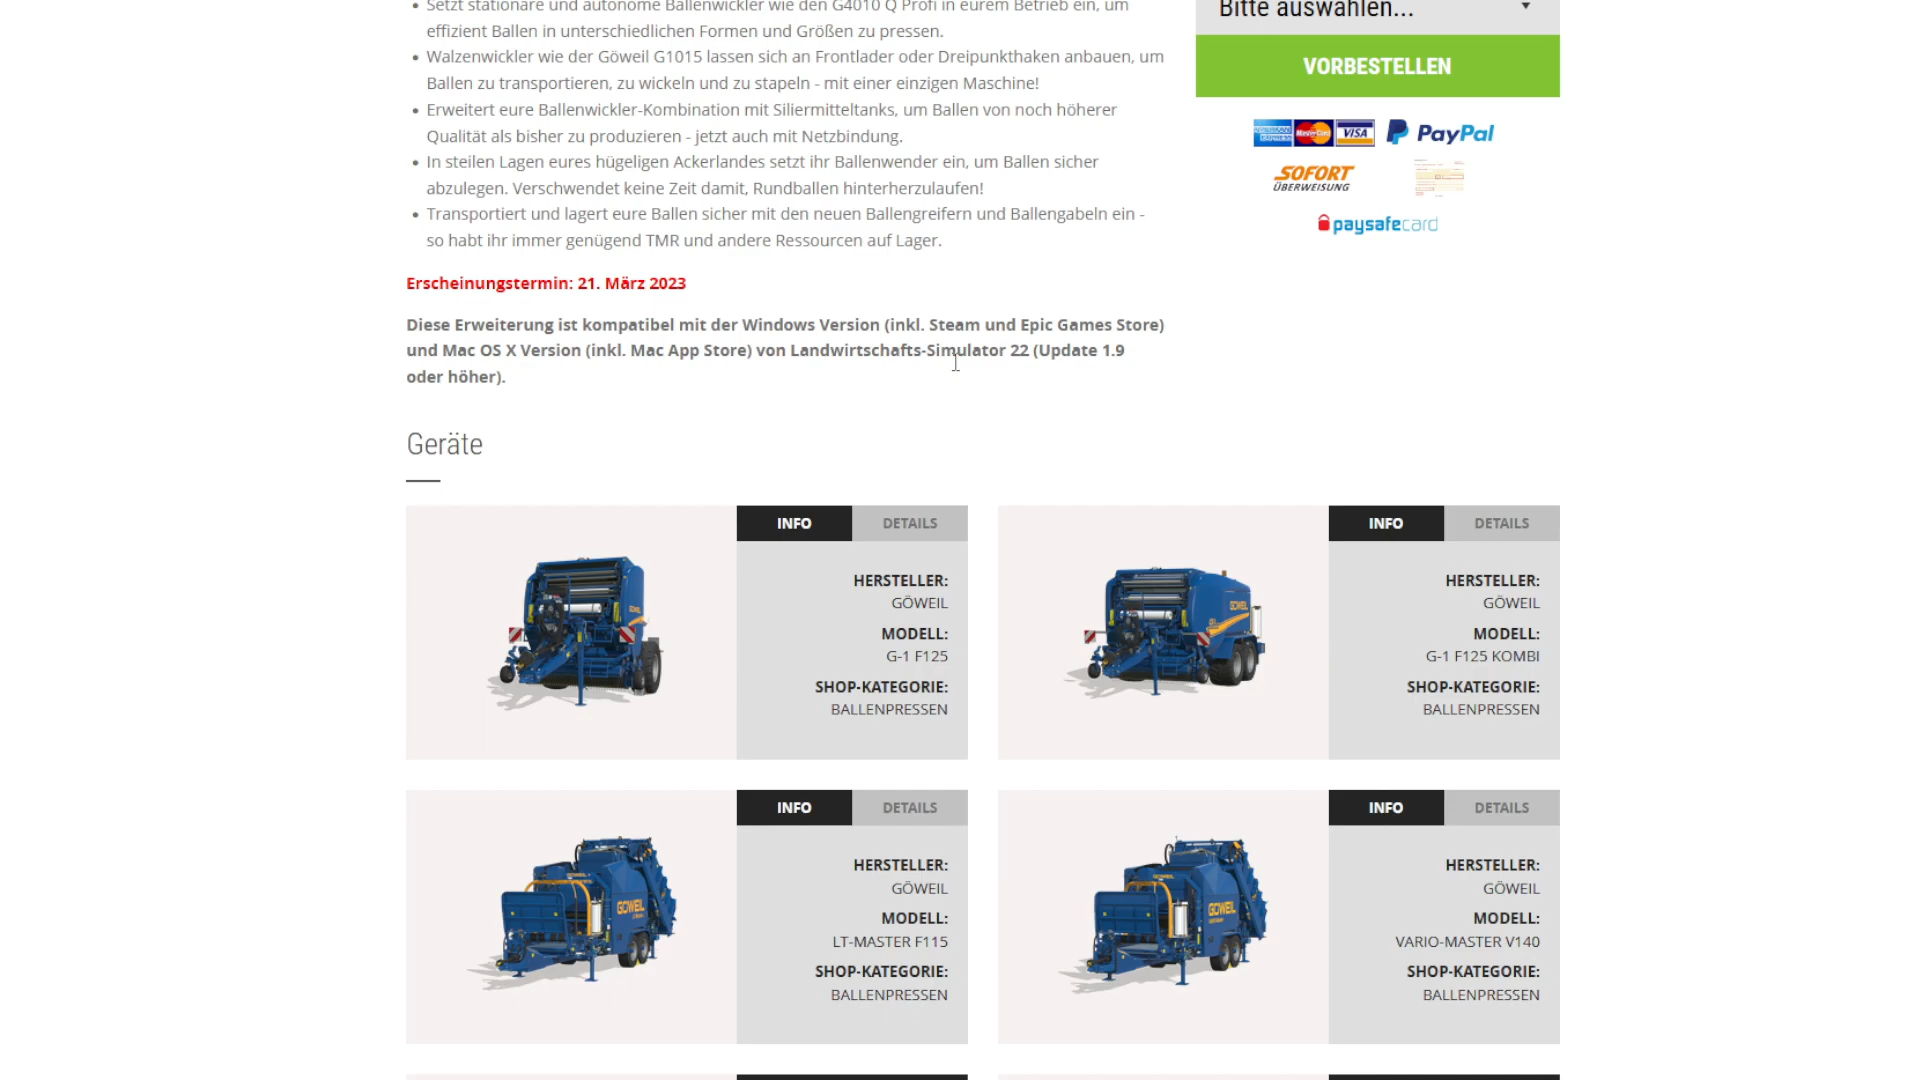 Setzt stationäre und autonome Ballenwickler wie den G4010 Q Profi in eurem Betrieb ein, um
effizient Ballen in unterschiedlichen Formen und Größen zu pressen.
Walzenwickler wie der Göweil G1015 lassen sich an Frontlader oder Dreipunkthaken anbauen, um
Ballen zu transportieren, zu wickeln und zu stapeln - mit einer einzigen Maschine!
Erweitert eure Ballenwickler-Kombination mit Siliermitteltanks, um Ballen von noch höherer
Qualität als bisher zu produzieren - jetzt auch mit Netzbindung.
In steilen Lagen eures hügeligen Ackerlandes setzt ihr Ballenwender ein, um Ballen sicher
abzulegen. Verschwendet keine Zeit damit, Rundballen hinterherzulaufen!
Transportiert und lagert eure Ballen sicher mit den neuen Ballengreifern und Ballengabeln ein -
so habt ihr immer genügend TMR und andere Ressourcen auf Lager.
Erscheinungstermin: 21. März 2023
Diese Erweiterung ist kompatibel mit der Windows Version (inkl. Steam und Epic Games Store)
und Mac OS X Version (inkl. Mac App Store) von Landwirtschafts-Simulator 22 (Update 1.9
oder höher).
Bitte auswählen...
VORBESTELLEN
AMERICAN EXPRESS MasterCard VISA PayPal
SOFORT
ÜBERWEISUNG
paysafecard
Geräte
INFO DETAILS
HERSTELLER:
GÖWEIL
MODELL:
G-1 F125
SHOP-KATEGORIE:
BALLENPRESSEN
INFO DETAILS
GÖWEIL
HERSTELLER:
GÖWEIL
MODELL:
G-1 F125 KOMBI
SHOP-KATEGORIE:
BALLENPRESSEN
INFO DETAILS
GÖWEIL
HERSTELLER:
GÖWEIL
MODELL:
LT-MASTER F115
SHOP-KATEGORIE:
BALLENPRESSEN
INFO DETAILS
GÖWEIL
HERSTELLER:
GÖWEIL
MODELL:
VARIO-MASTER V140
SHOP-KATEGORIE:
BALLENPRESSEN